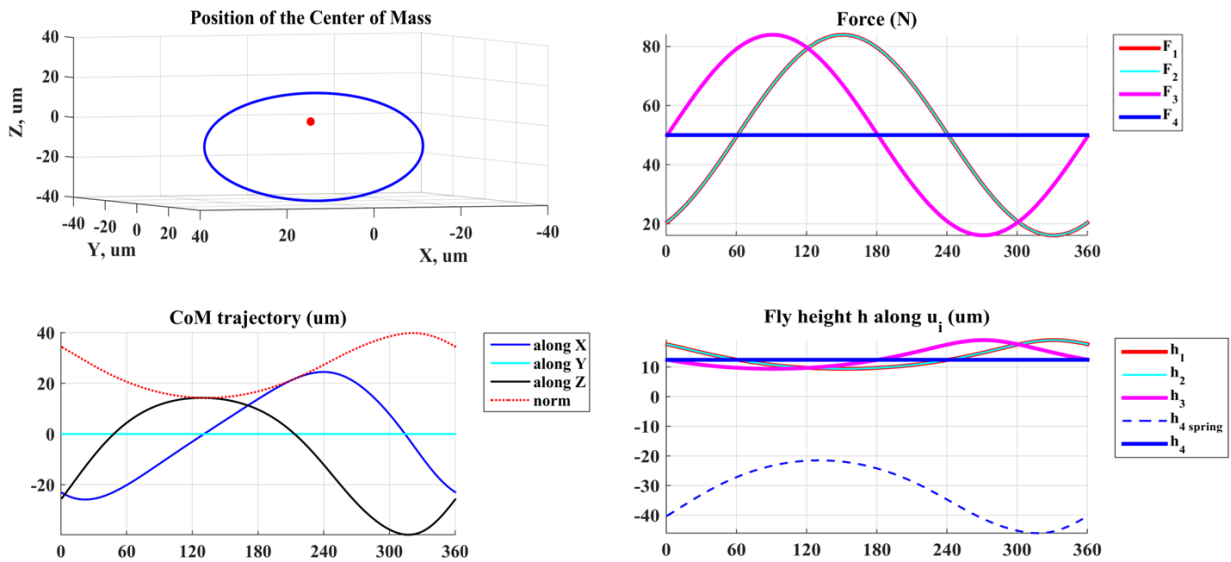 Position of the Center of Mass
40
20
0
-20
-40
Z, um
-40
-20
0
20
40
Y, um
20
0
-20
-40
X, um
Force (N)
80
60
40
20
0
60
120
180
240
300
360
F1
F2
F3
F4
CoM trajectory (um)
40
20
0
-20
0
60
120
180
240
300
360
along X
along Y
along Z
norm
Fly height h along ui (um)
10
0
-10
-20
-30
-40
0
60
120
180
240
300
360
h1
h2
h3
h4 spring
h4